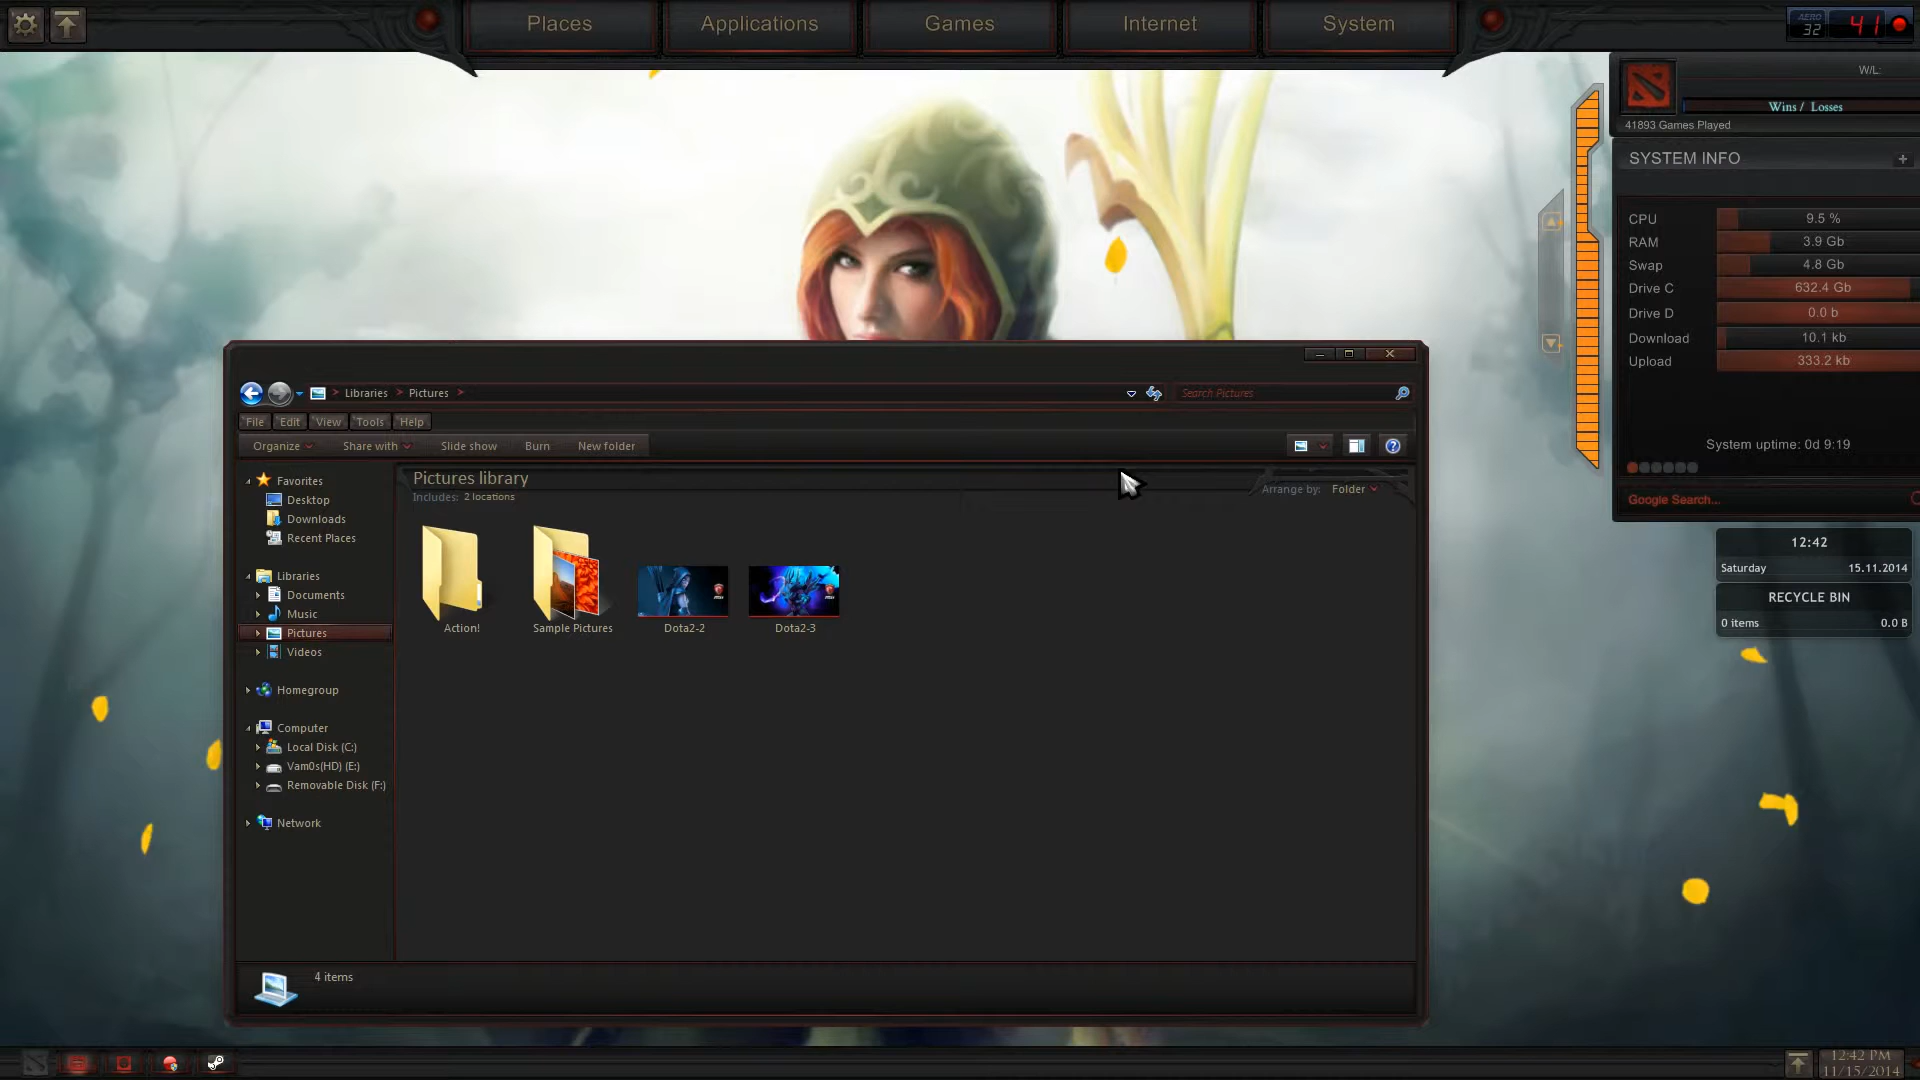 Places
Applications
Games
Internet
System
AERO
32
41
W/L:
Wins / Losses
41893 Games Played
SYSTEM INFO
+
CPU 9.5 %
RAM 3.9 Gb
Swap 4.8 Gb
Drive C 632.4 Gb
Drive D 0.0 b
Download 10.1 kb
Upload 333.2 kb
System uptime: 0d 9:19
Google Search...
12:42
Saturday 15.11.2014
RECYCLE BIN
0 items 0.0 B
Libraries
Pictures
Search Pictures
File Edit View Tools Help
Organize Share with Slide show Burn New folder
Pictures library
Includes: 2 locations
Arrange by: Folder
Favorites
Desktop
Downloads
Recent Places
Libraries
Documents
Music
Pictures
Videos
Homegroup
Computer
Local Disk (C:)
Vam0s(HD) (E:)
Removable Disk (F:)
Network
Action!
Sample Pictures
Dota2-2
Dota2-3
4 items
12:42 PM
11/15/2014